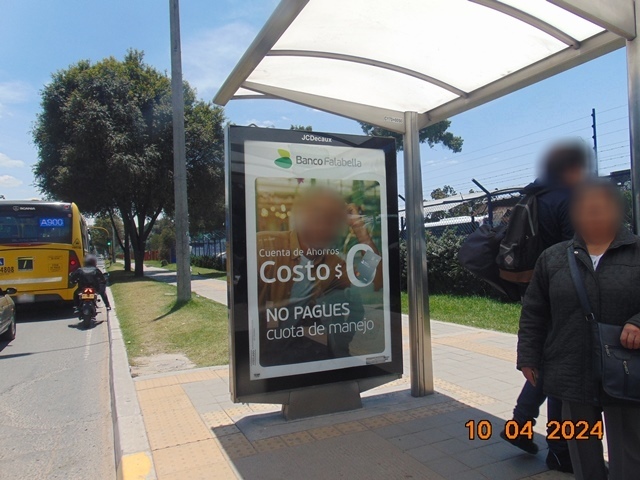 A900
JCDecaux
Banco Falabella
Cuenta de Ahorros
Costo $0
NO PAGUES
cuota de manejo
10 04 2024